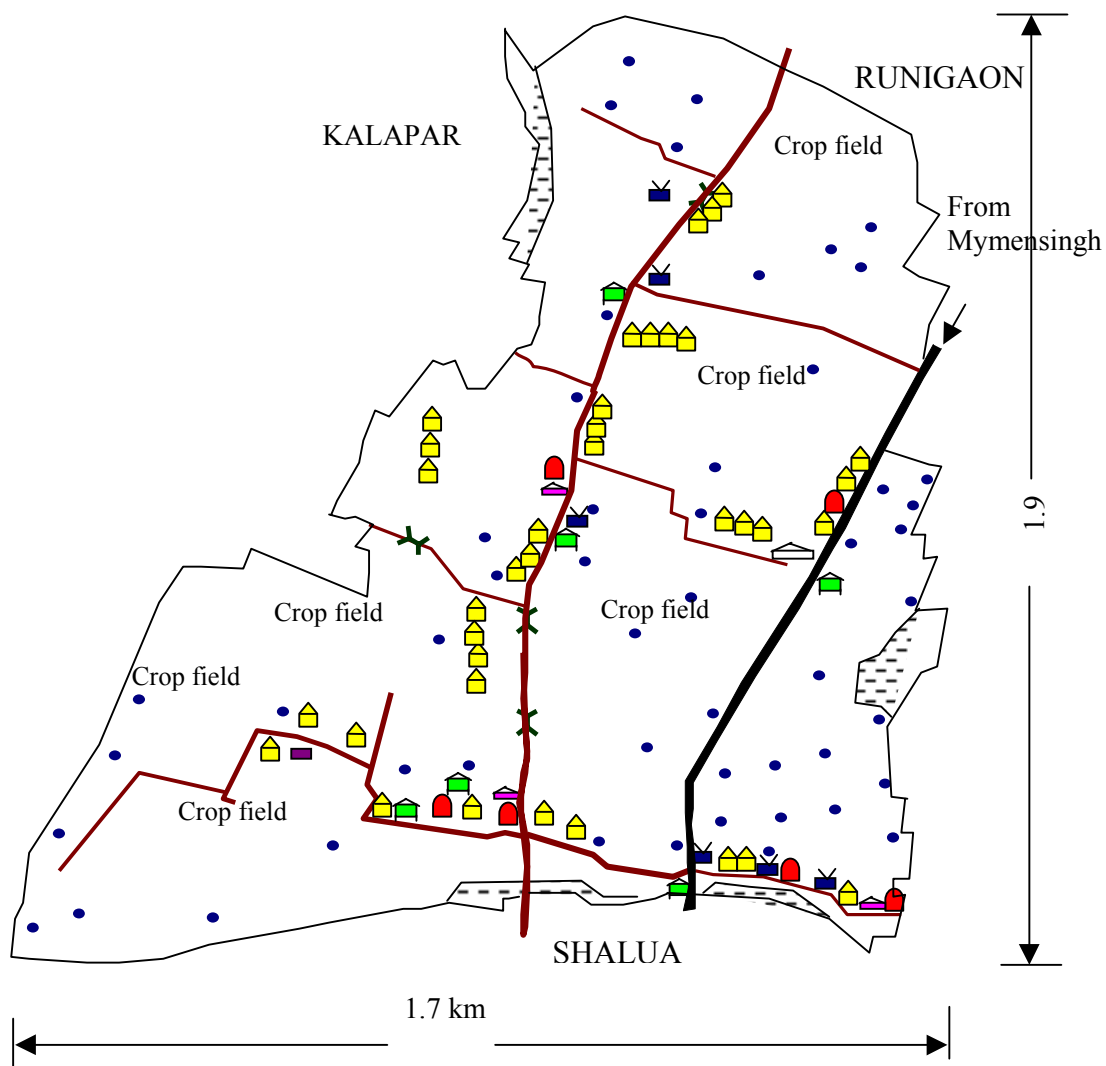 RUNIGAON
KALAPAR
Crop field
From
Mymensingh
Crop field
1.9
Crop field
Crop field
Crop field
Crop field
SHALUA
1.7 km